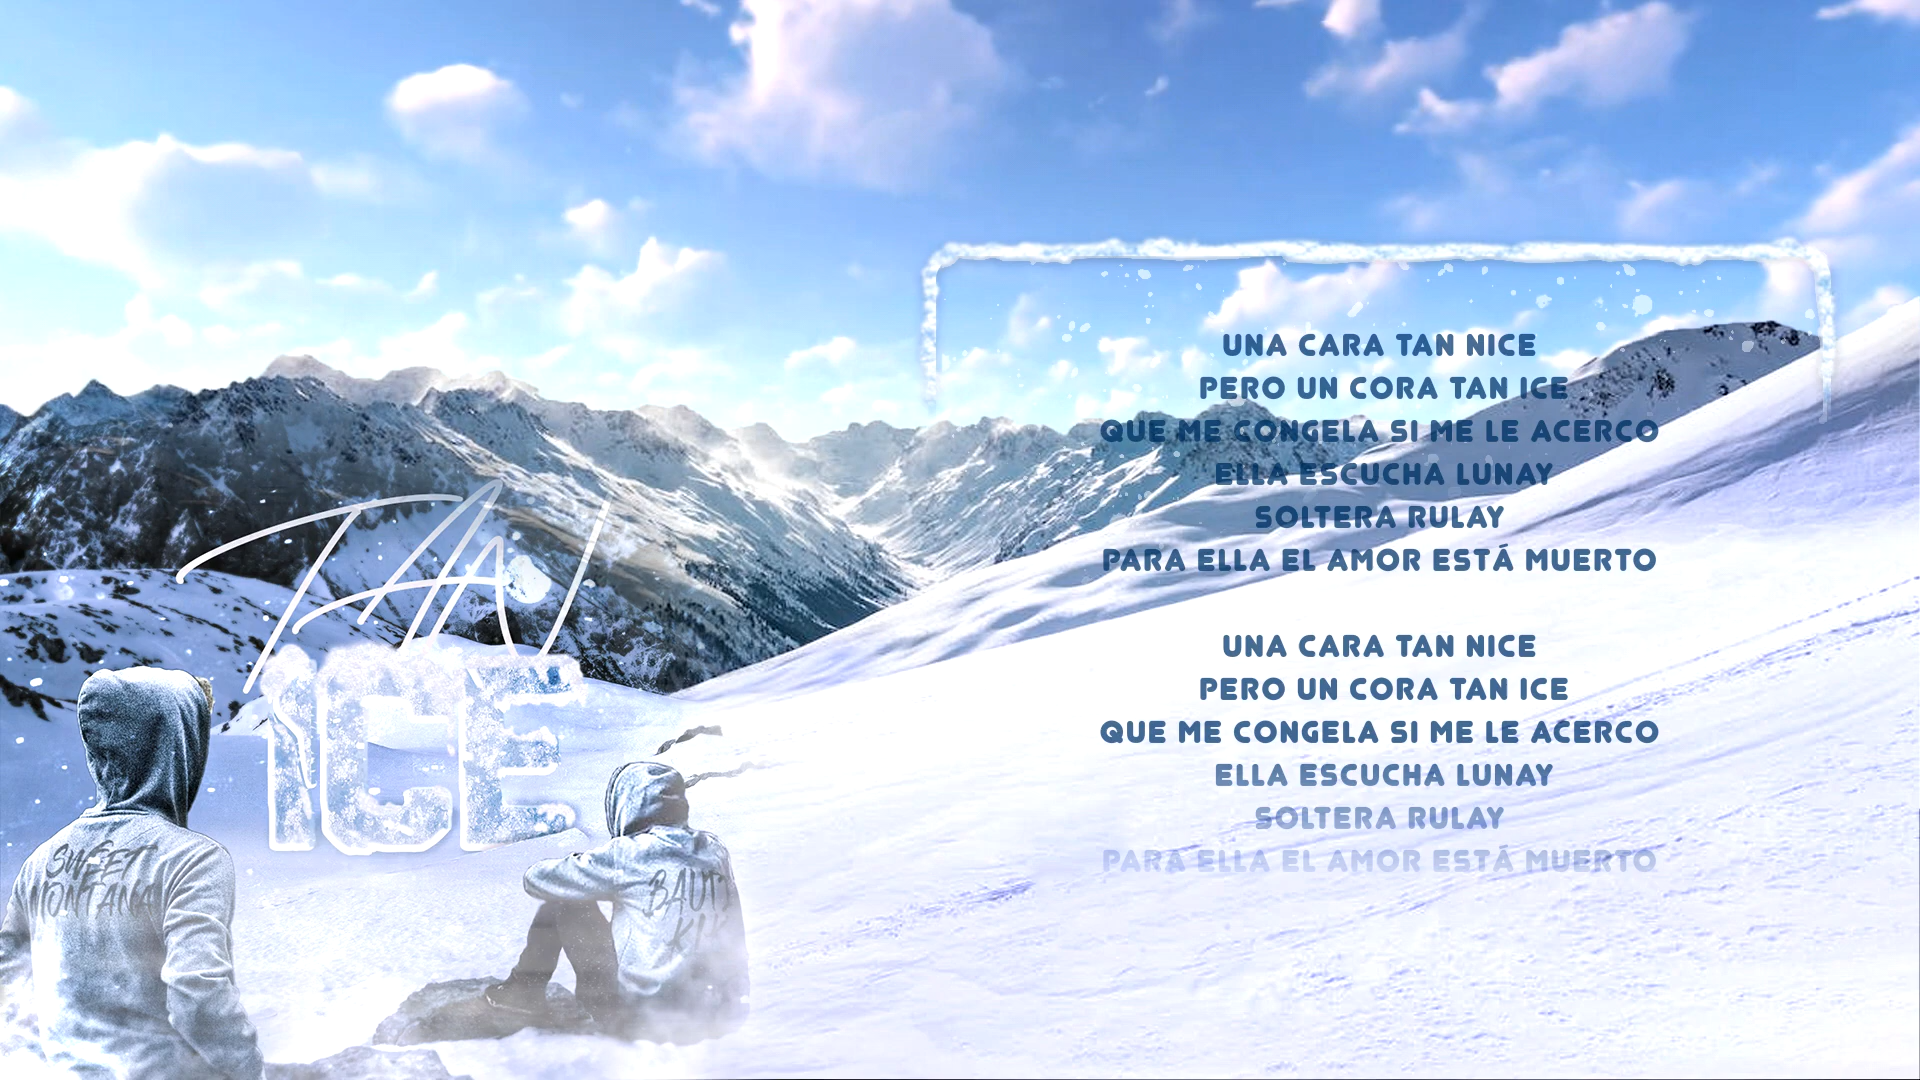 TAN
ICE
SWEET
MONTANA
BAUTI
UNA CARA TAN NICE
PERO UN CORA TAN ICE
QUE ME CONGELA SI ME LE ACERCO
ELLA ESCUCHA LUNAY
SOLTERA RULAY
PARA ELLA EL AMOR ESTÁ MUERTO
UNA CARA TAN NICE
PERO UN CORA TAN ICE
QUE ME CONGELA SI ME LE ACERCO
ELLA ESCUCHA LUNAY
SOLTERA RULAY
PARA ELLA EL AMOR ESTÁ MUERTO